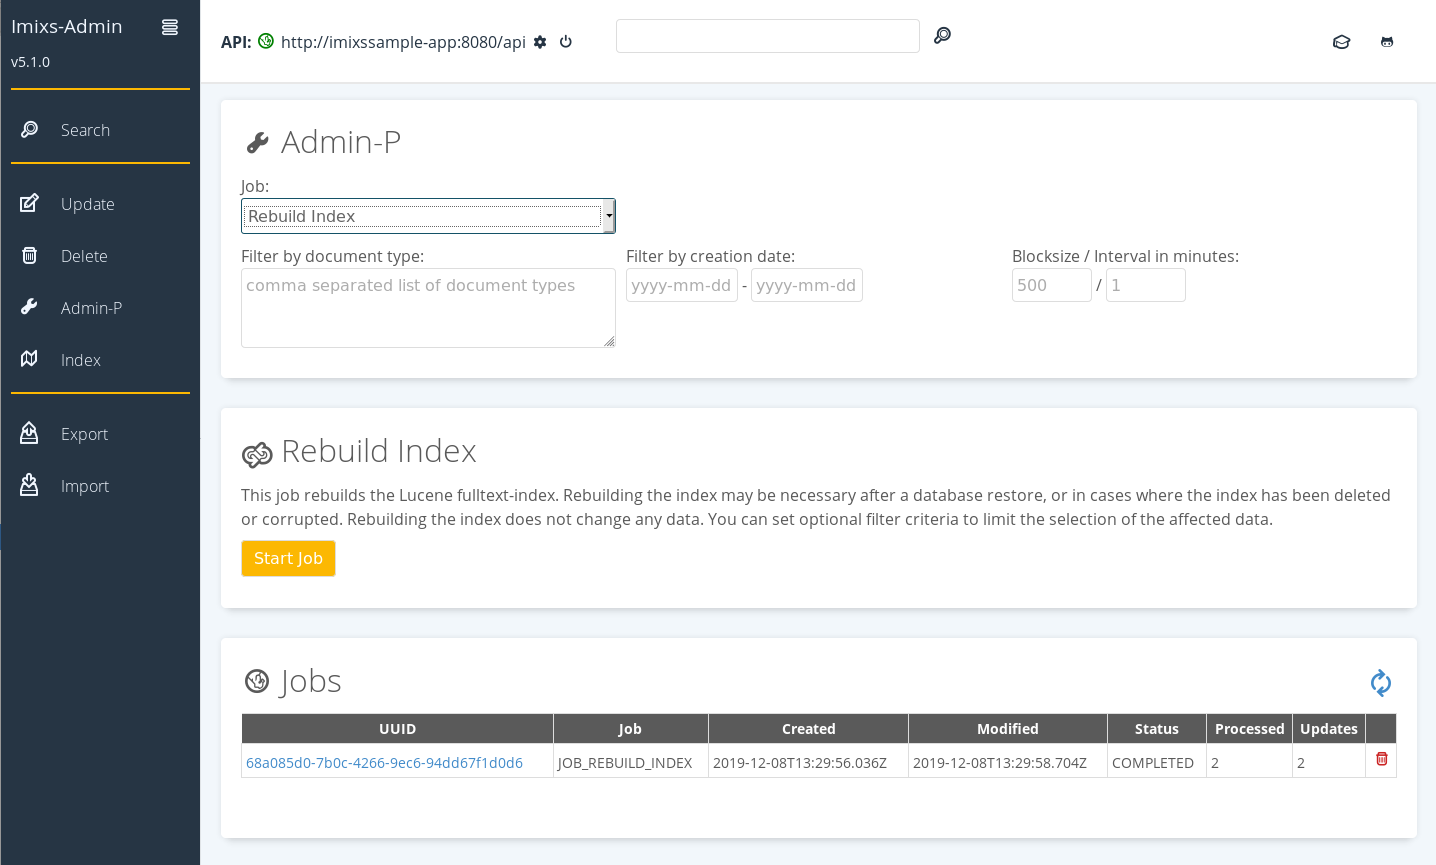 Imixs-Admin
v5.1.0
Search
Update
Delete
Admin-P
Index
Export
Import
API: http://imixssample-app:8080/api
Admin-P
Job:
Rebuild Index
Filter by document type: Filter by creation date: Blocksize / Interval in minutes:
comma separated list of document types yyyy-mm-dd - yyyy-mm-dd 500 / 1
Rebuild Index
This job rebuilds the Lucene fulltext-index. Rebuilding the index may be necessary after a database restore, or in cases where the index has been deleted
or corrupted. Rebuilding the index does not change any data. You can set optional filter criteria to limit the selection of the affected data.
Start Job
Jobs
UUID Job Created Modified Status Processed Updates
68a085d0-7b0c-4266-9ec6-94dd67f1d0d6 JOB_REBUILD_INDEX 2019-12-08T13:29:56.036Z 2019-12-08T13:29:58.704Z COMPLETED 2 2